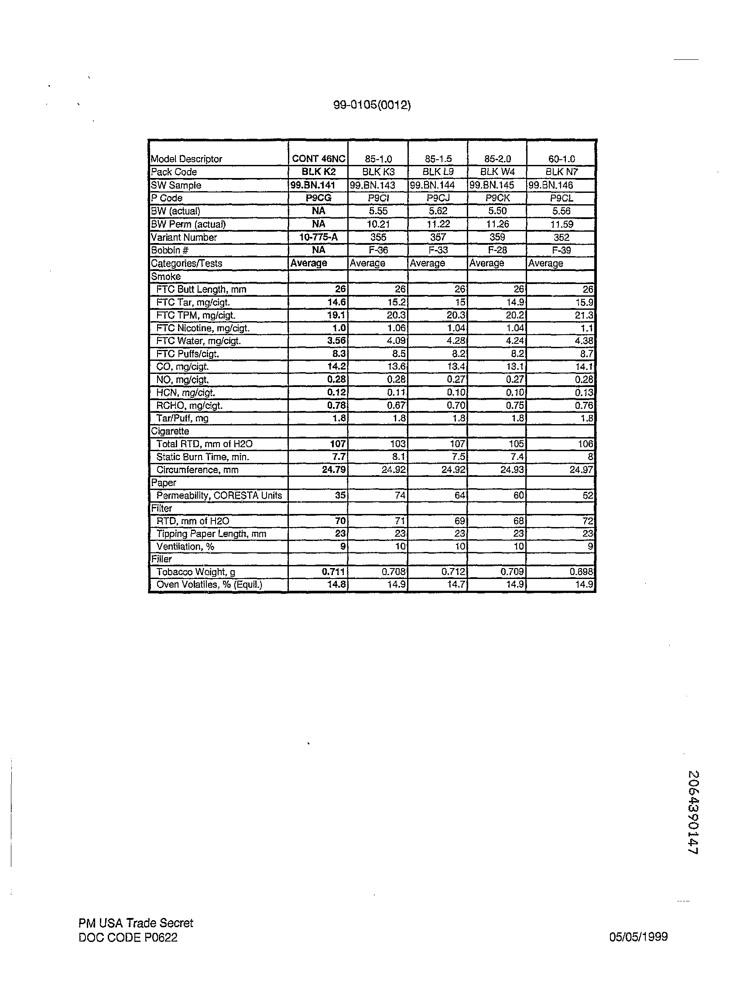 99-0105(0012)
Model Descriptor CONT 46NC 85-1.0 85-1.5 85-2.0 60-1.0
Pack Code BLK K2 BLK K3 BLK L9 BLK W4 BLK N7
SW Sample 99.BN.141 99.BN.143 99.BN.144 99.BN.145 99.BN.146
P Code P9CG P9CI P9CJ P9CK P9CL
BW (actual) NA 5.55 5.62 5.50 5.56
BW Perm (actual) NA 10.21 11.22 11.26 11.59
Variant Number 10-775-A 355 357 359 352
Bobbin # NA F-36 F-33 F-28 F-39
Categories/Tests Average Average Average Average Average
Smoke
FTC Butt Length, mm 26 26 26 26 26
FTC Tar, mg/cigt. 14.6 15.2 15 14.9 15.9
FTC TPM, mg/cigt. 19.1 20.3 20.3 20.2 21.3
FTC Nicotine, mg/cigt. 1.0 1.06 1.04 1.04 1.1
FTC Water, mg/cigt. 3.56 4.09 4.28 4.24 4.38
FTC Puffs/cigt. 8.3 8.5 8.2 8.2 8.7
CO, mg/cigt. 14.2 13.6 13.4 13.1 14.1
NO, mg/cigt. 0.28 0.28 0.27 0.27 0.28
HCN, mg/cigt. 0.12 0.11 0.10 0.10 0.13
RCHO, mg/cigt. 0.78 0.67 0.70 0.75 0.76
Tar/Puff, mg 1.8 1.8 1.8 1.8 1.8
Cigarette
Total RTD, mm of H2O 107 103 107 105 106
Static Burn Time, min. 7.7 8.1 7.5 7.4 8
Circumference, mm 24.79 24.92 24.92 24.93 24.97
Paper
Permeability, CORESTA Units 35 74 64 60 52
Filter
RTD, mm of H2O 70 71 69 68 72
Tipping Paper Length, mm 23 23 23 23 23
Ventilation, % 9 10 10 10 9
Filler
Tobacco Weight, g 0.711 0.708 0.712 0.709 0.698
Oven Volatiles, % (Equil.) 14.8 14.9 14.7 14.9 14.9
2064390147
PM USA Trade Secret
DOC CODE P0622
05/05/1999